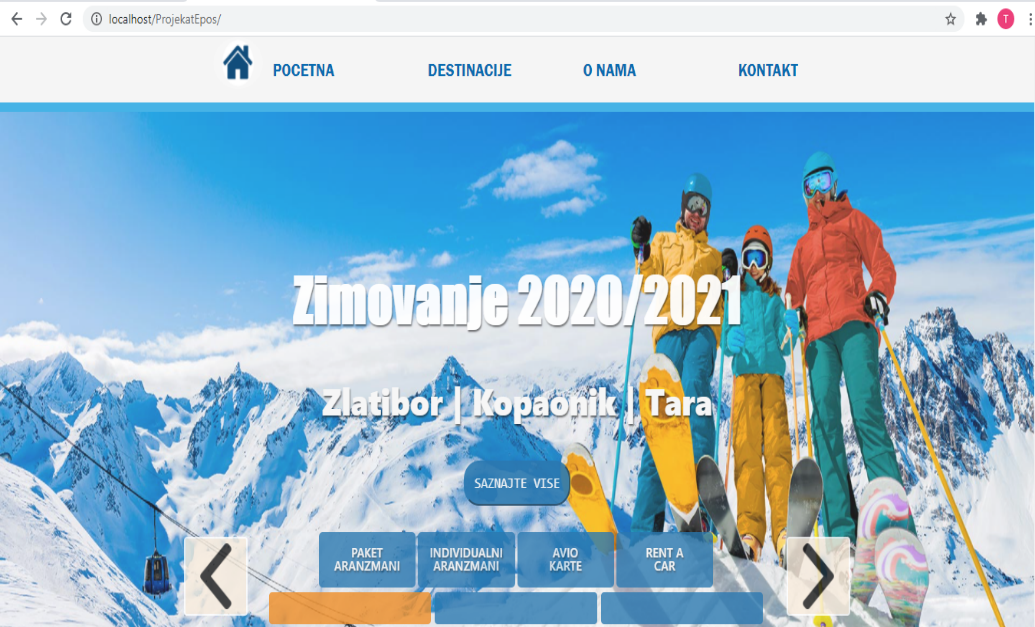 localhost/ProjekatEpos/
T
POCETNA DESTINACIJE O NAMA KONTAKT
Zimovanje 2020/2021
Zlatibor | Kopaonik | Tara
SAZNAJTE VISE
PAKET ARANZMANI
INDIVIDUALNI ARANZMANI
AVIO KARTE
RENT A CAR